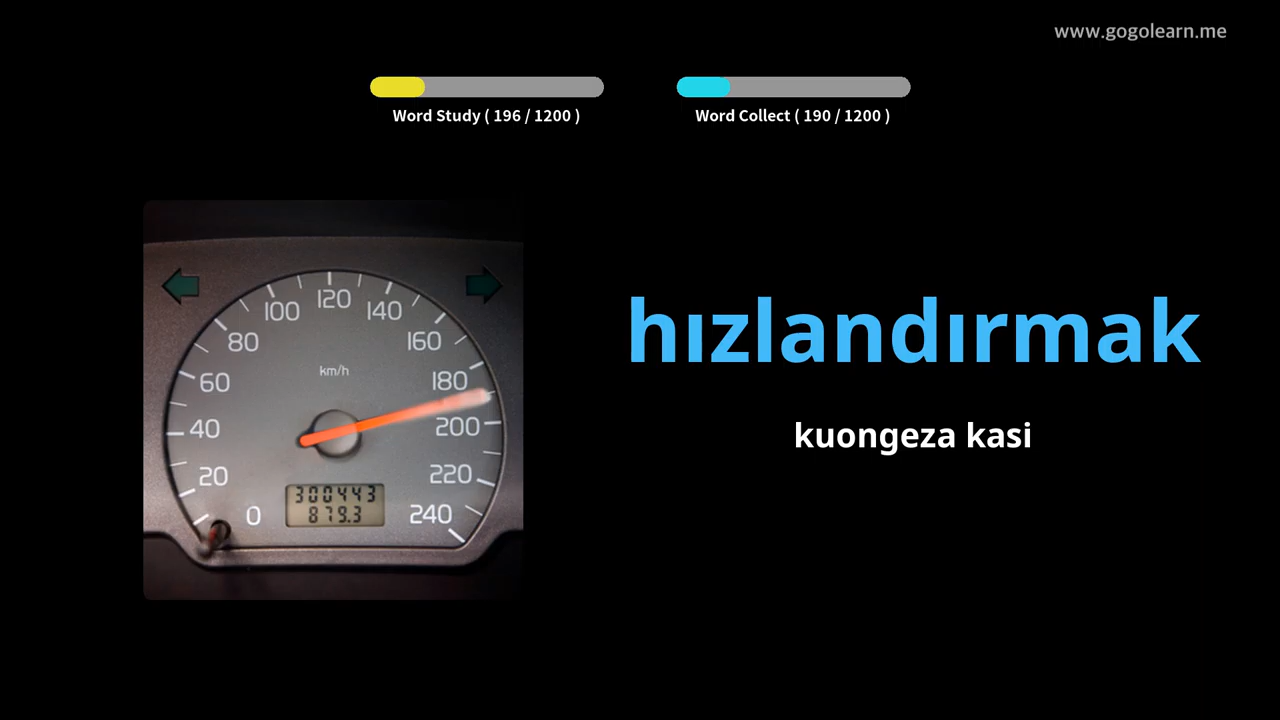 www.gogolearn.me
Word Study ( 196 / 1200 )
Word Collect ( 190 / 1200 )
hızlandırmak
kuongeza kasi
0
20
40
60
80
100
120
140
160
180
200
220
240
km/h
300443
879.3